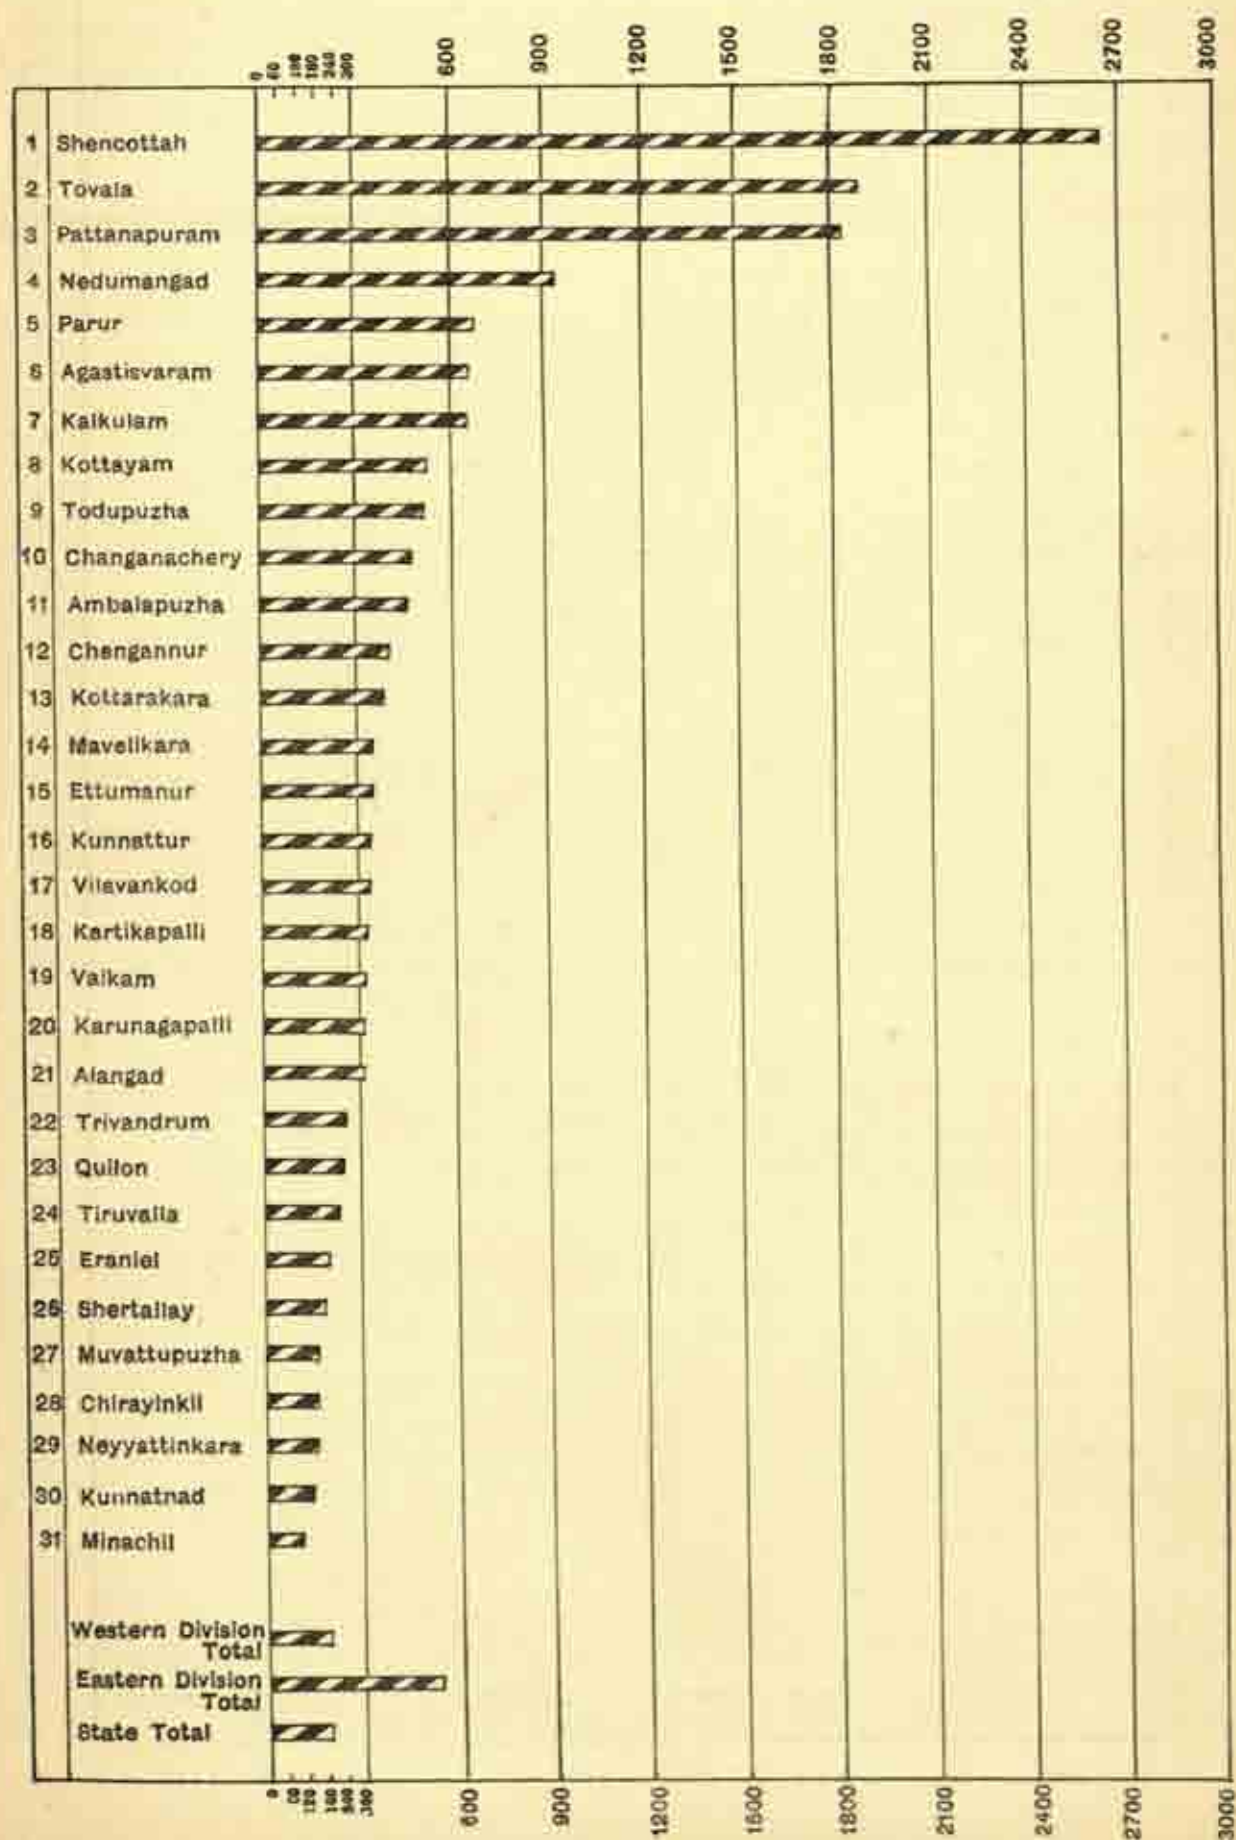 0 60 120 180 240 300 600 900 1200 1500 1800 2100 2400 2700 3000
1 Shencottah
2 Tovala
3 Pattanapuram
4 Nedumangad
5 Parur
6 Agastisvaram
7 Kalkulam
8 Kottayam
9 Todupuzha
10 Changanachery
11 Ambalapuzha
12 Chengannur
13 Kottarakara
14 Mavelikara
15 Ettumanur
16 Kunnattur
17 Vilavankod
18 Kartikapalli
19 Vaikam
20 Karunagapalli
21 Alangad
22 Trivandrum
23 Quilon
24 Tiruvalla
25 Eraniel
26 Shertallay
27 Muvattupuzha
28 Chirayinkil
29 Neyyattinkara
30 Kunnatnad
31 Minachil
Western Division
Total
Eastern Division
Total
State Total
0 60 120 180 240 300 600 900 1200 1500 1800 2100 2400 2700 3000